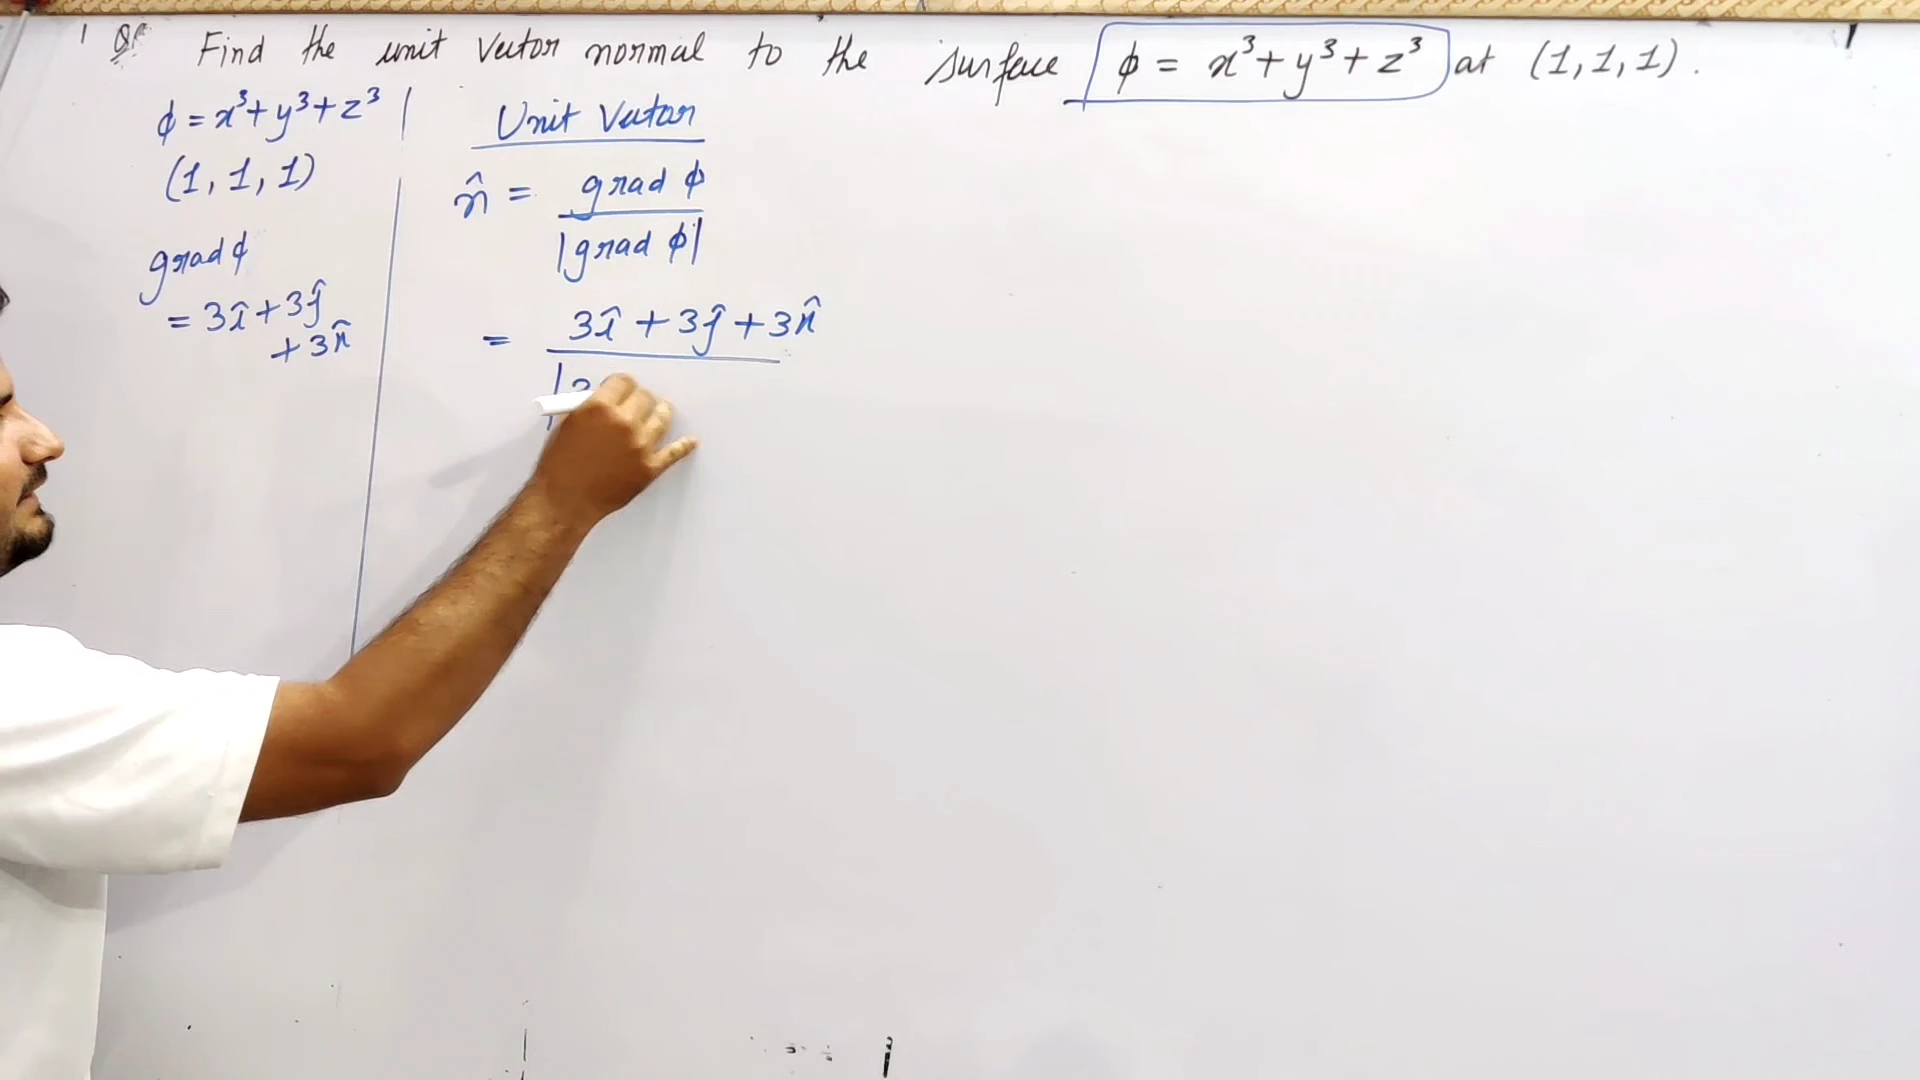 Q1. Find the unit vector normal to the surface ϕ = x³ + y³ + z³ at (1, 1, 1).
ϕ = x³ + y³ + z³
(1, 1, 1)
grad ϕ
= 3î + 3ĵ
+ 3k̂
Unit Vector
n̂ = grad ϕ
|grad ϕ|
= 3î + 3ĵ + 3k̂